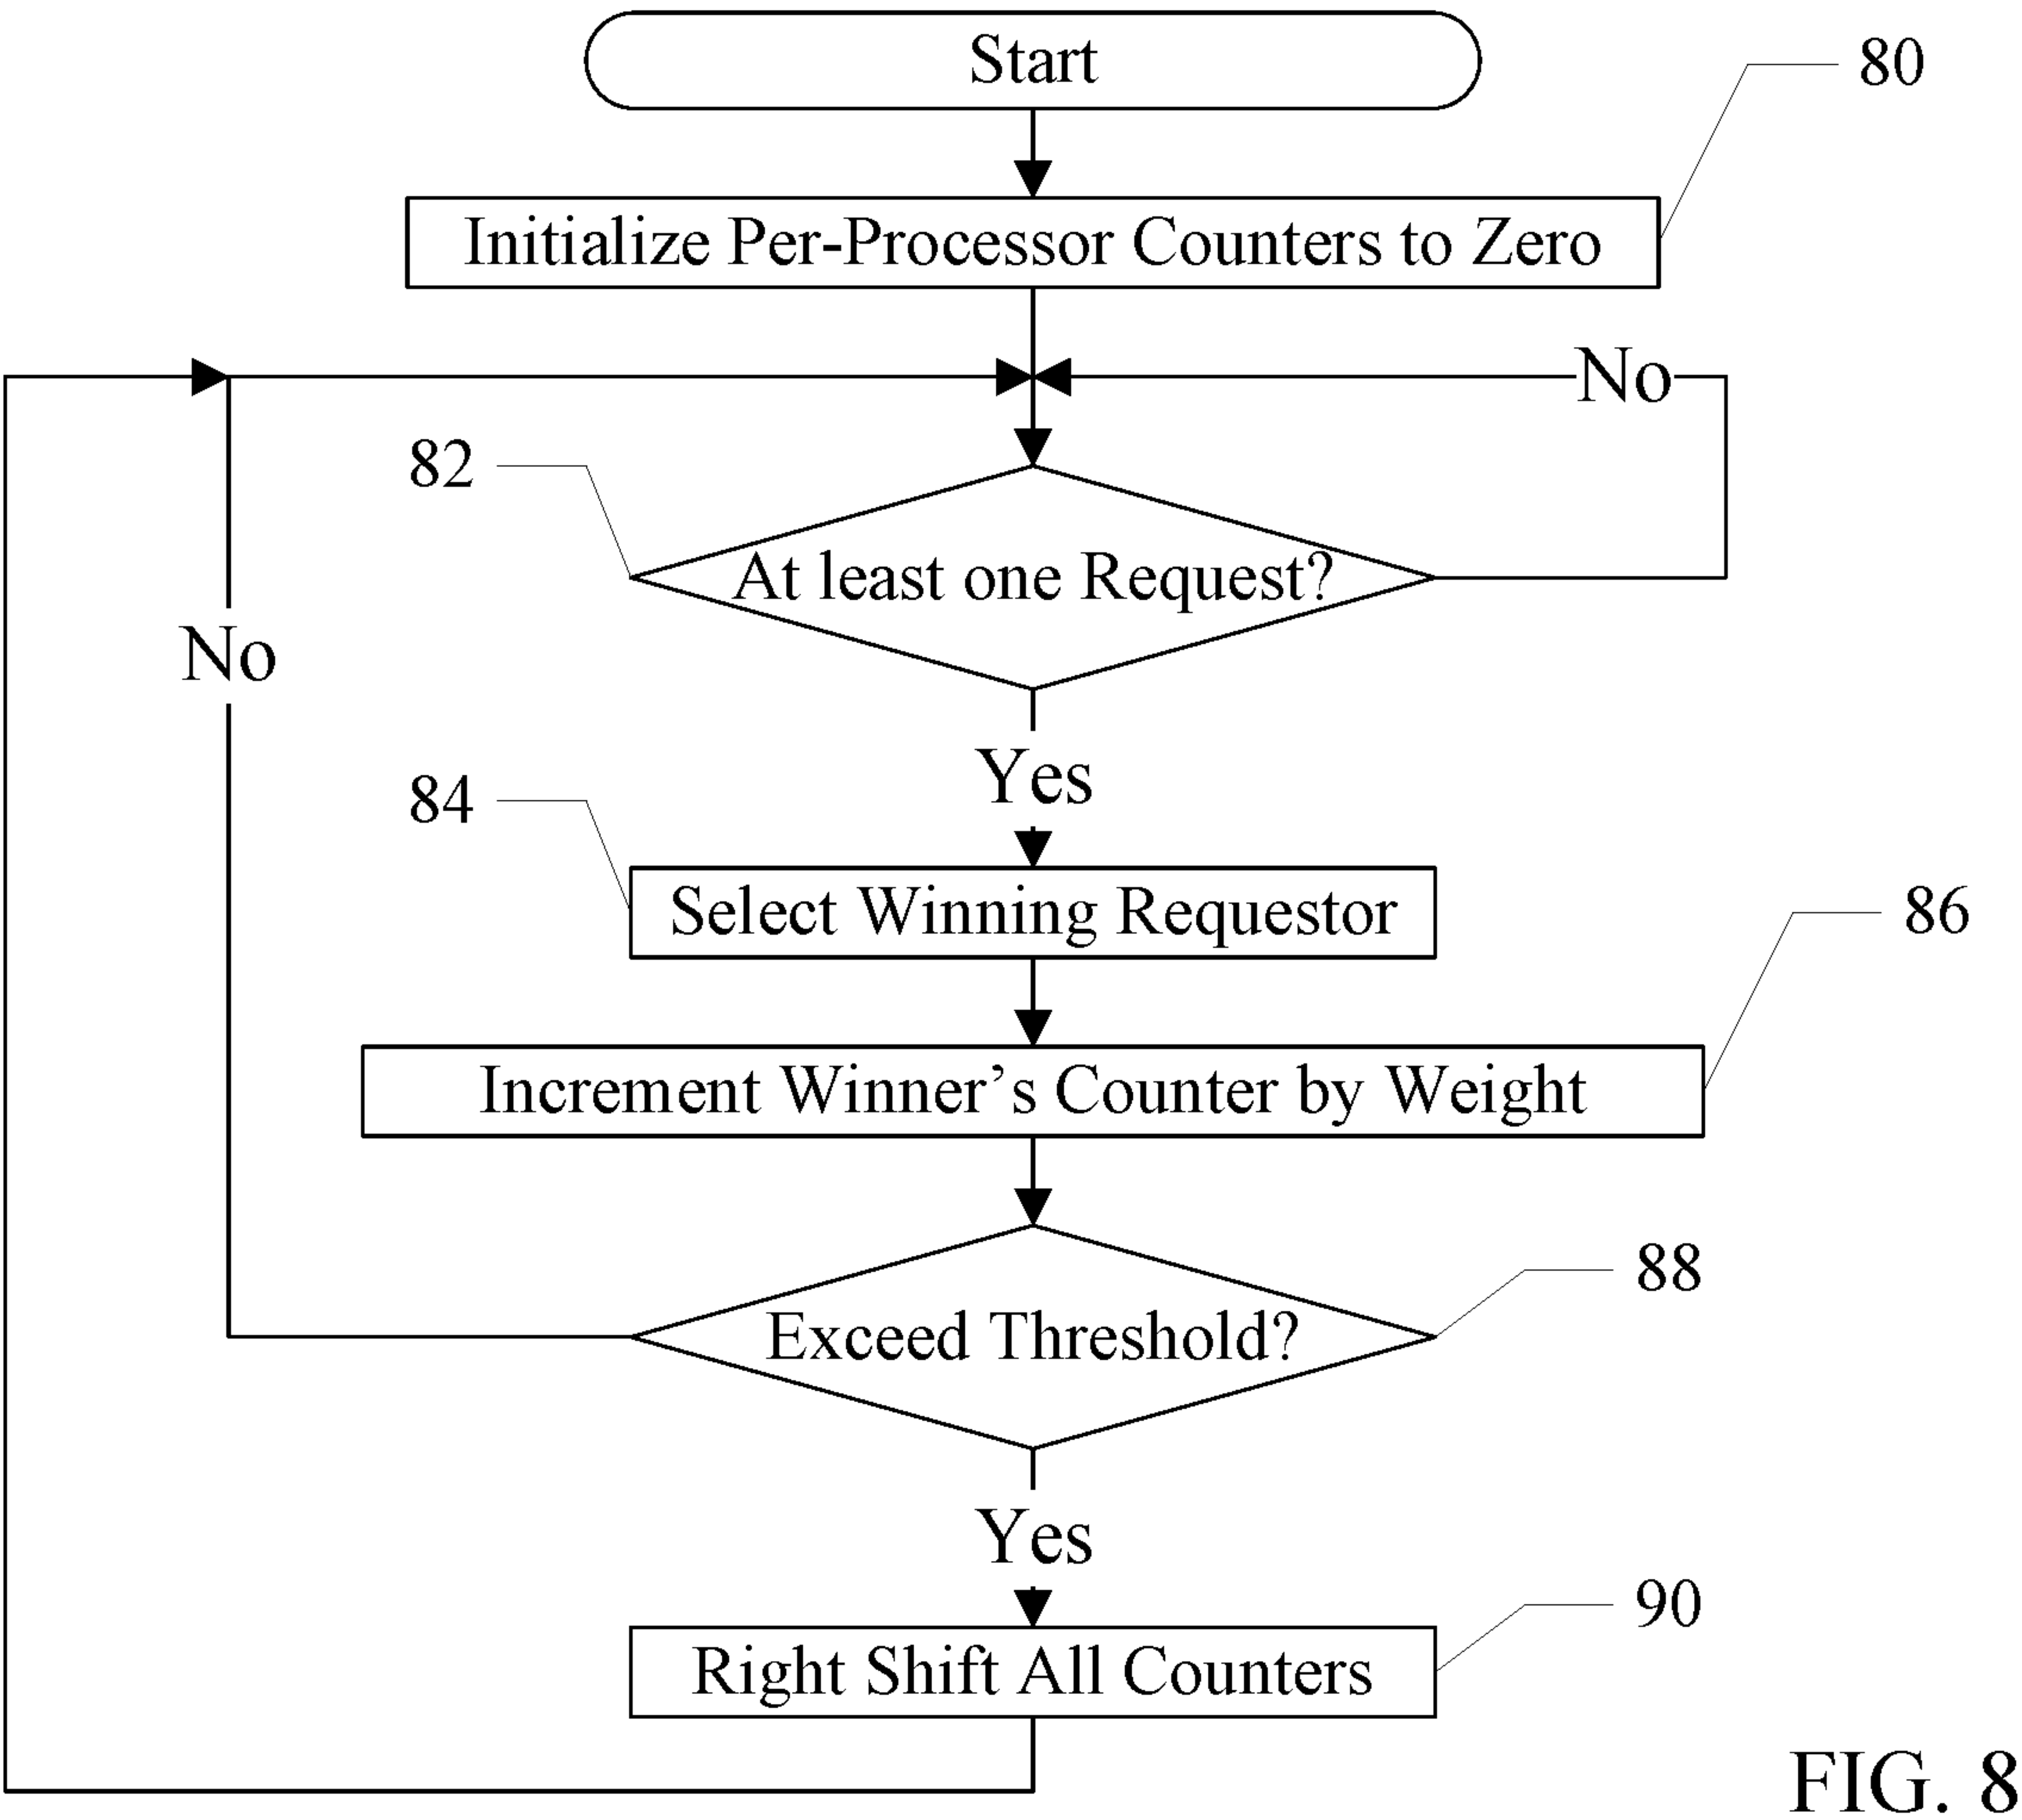 Start
80
Initialize Per-Processor Counters to Zero
No
82
At least one Request?
No
Yes
84
Select Winning Requestor
86
Increment Winner’s Counter by Weight
88
Exceed Threshold?
Yes
90
Right Shift All Counters
FIG. 8